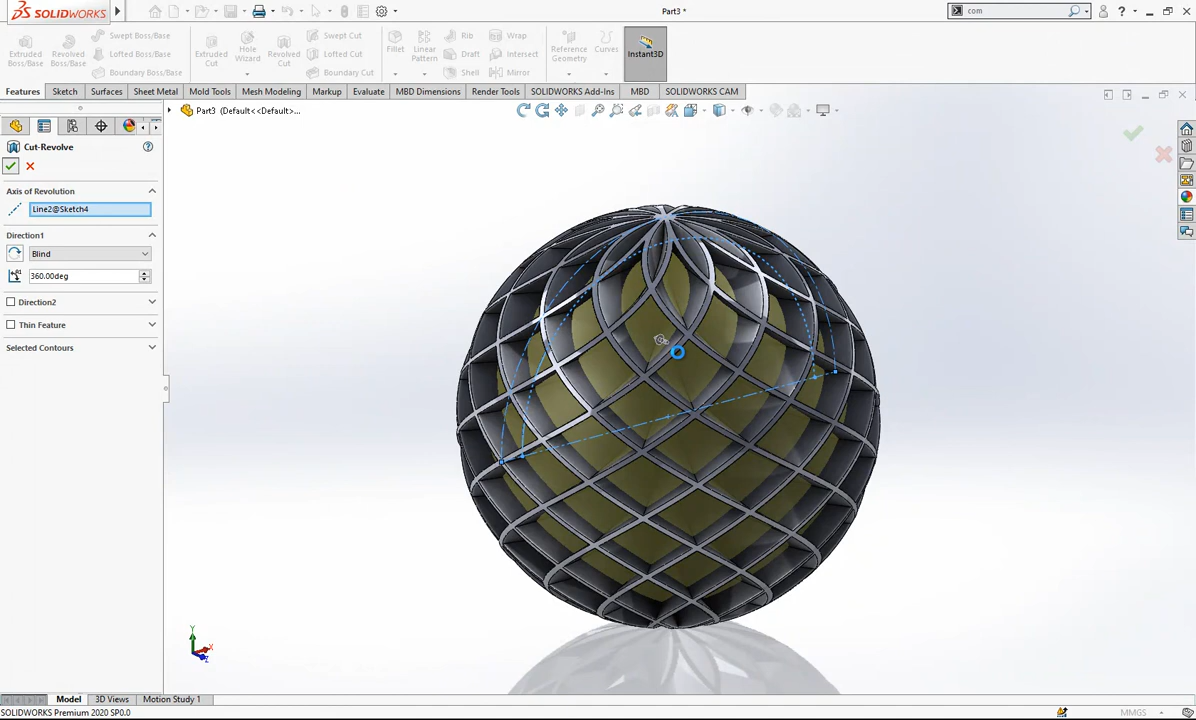 SOLIDWORKS
Part3 *
com
Extruded Boss/Base
Revolved Boss/Base
Swept Boss/Base
Lofted Boss/Base
Boundary Boss/Base
Extruded Cut
Hole Wizard
Revolved Cut
Swept Cut
Lofted Cut
Boundary Cut
Fillet
Linear Pattern
Rib
Draft
Shell
Wrap
Intersect
Mirror
Reference Geometry
Curves
Instant3D
Features Sketch Surfaces Sheet Metal Mold Tools Mesh Modeling Markup Evaluate MBD Dimensions Render Tools SOLIDWORKS Add-Ins MBD SOLIDWORKS CAM
Part3 (Default<<Default>...
Cut-Revolve
Axis of Revolution
Line2@Sketch4
Direction1
Blind
360.00deg
Direction2
Thin Feature
Selected Contours
Y
X
Z
Model 3D Views Motion Study 1
SOLIDWORKS Premium 2020 SP0.0
MMGS